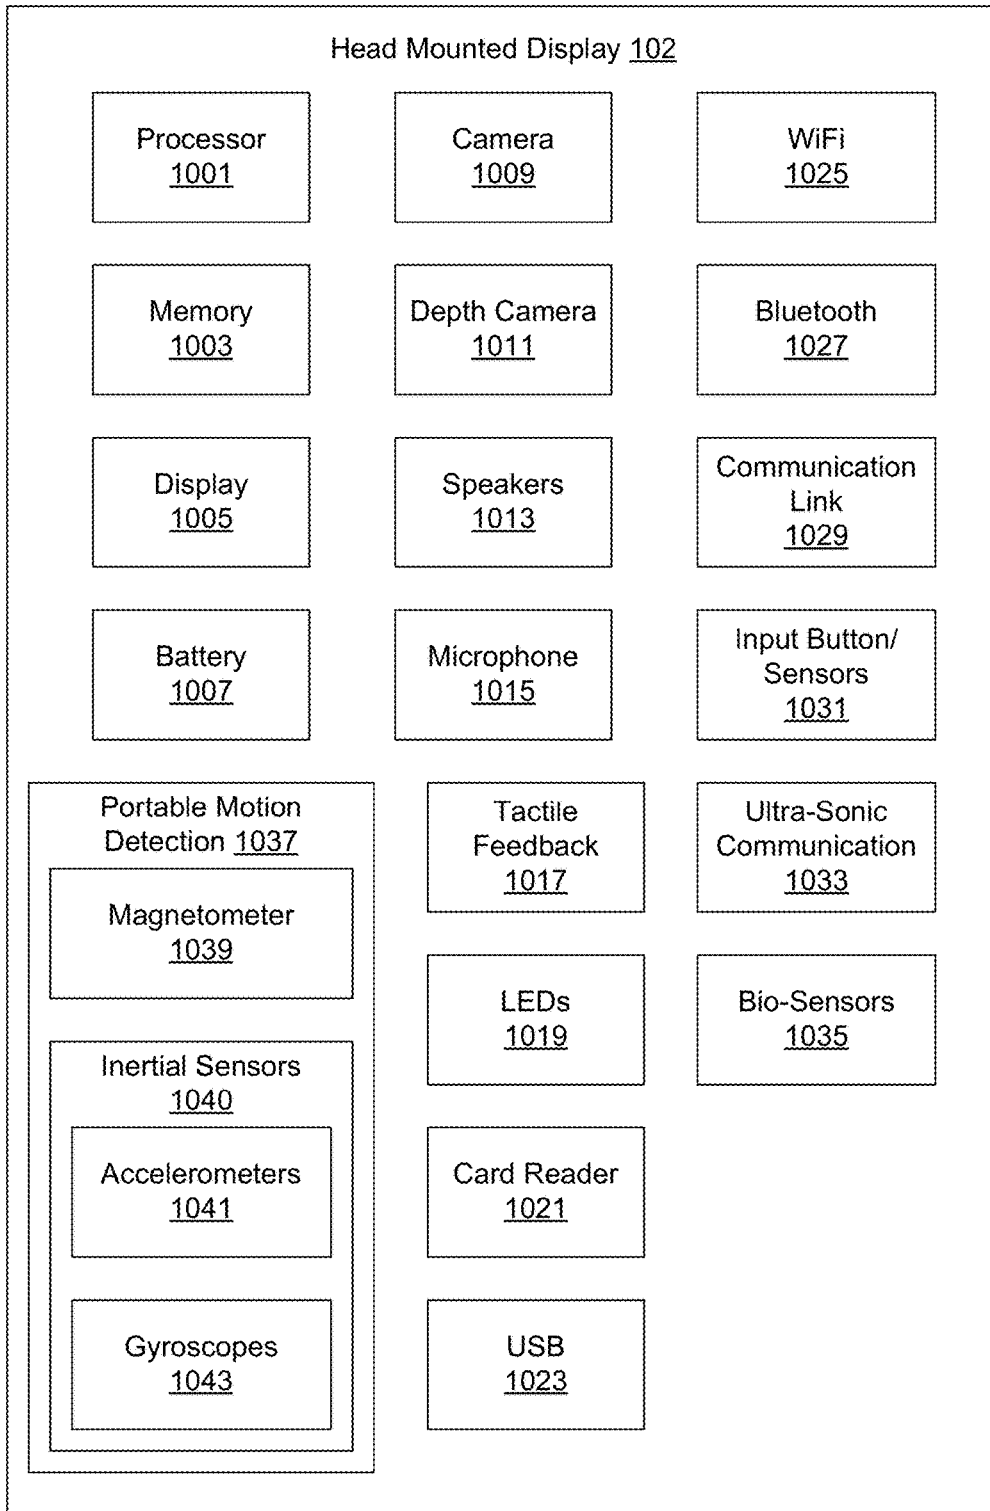 Head Mounted Display 102
Processor
1001
Camera
1009
WiFi
1025
Memory
1003
Depth Camera
1011
Bluetooth
1027
Display
1005
Speakers
1013
Communication
Link
1029
Battery
1007
Microphone
1015
Input Button/
Sensors
1031
Portable Motion
Detection 1037
Magnetometer
1039
Inertial Sensors
1040
Accelerometers
1041
Gyroscopes
1043
Tactile
Feedback
1017
Ultra-Sonic
Communication
1033
LEDs
1019
Bio-Sensors
1035
Card Reader
1021
USB
1023